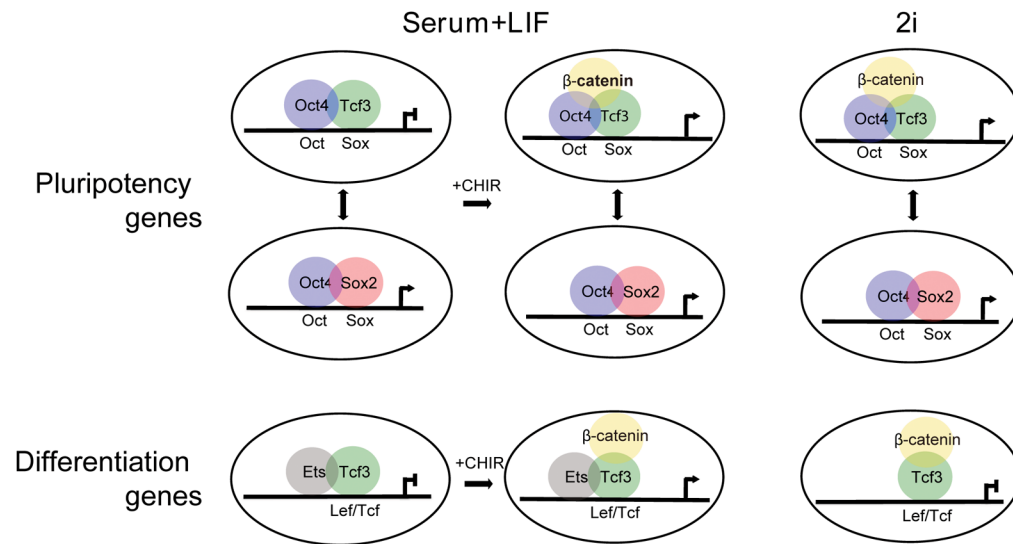 Serum+LIF 2i
β-catenin β-catenin
Oct4 Tcf3 Oct4 Tcf3 Oct4 Tcf3
Oct Sox Oct Sox Oct Sox
Pluripotency
genes
+CHIR
Oct4 Sox2 Oct4 Sox2 Oct4 Sox2
Oct Sox Oct Sox Oct Sox
Differentiation
genes
β-catenin β-catenin
+CHIR
Ets Tcf3 Ets Tcf3 Tcf3
Lef/Tcf Lef/Tcf Lef/Tcf